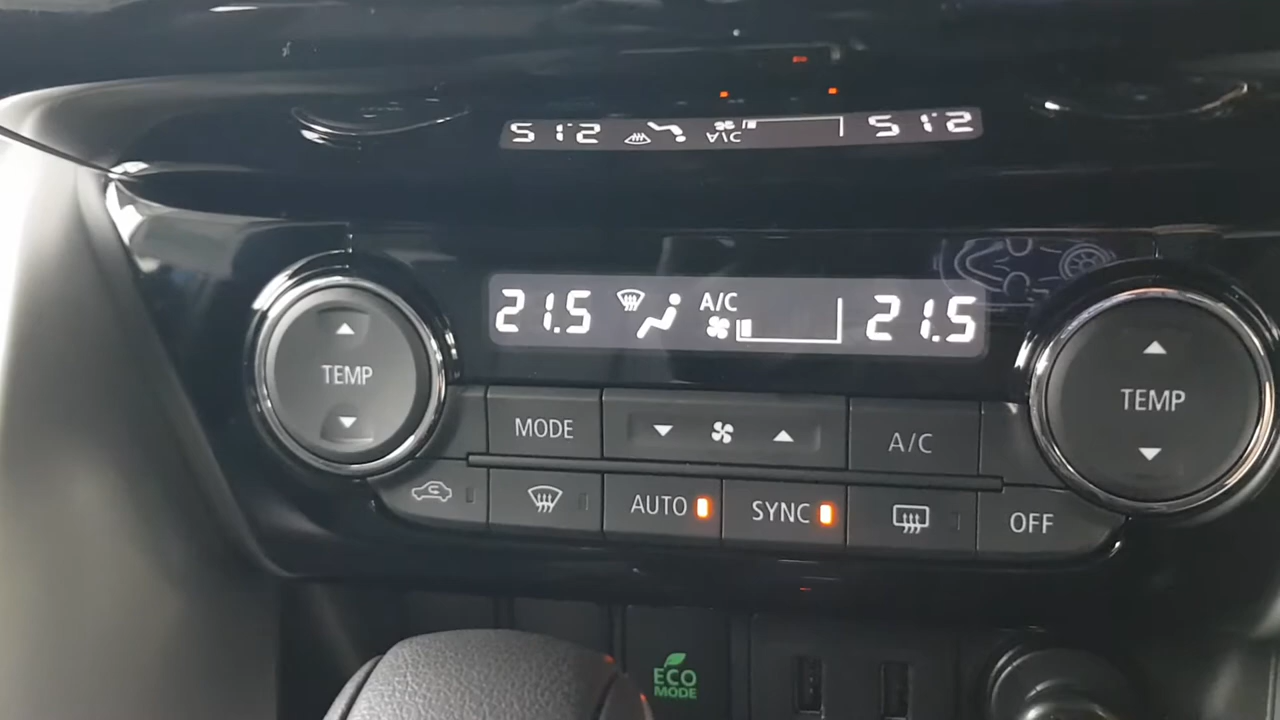 21.5 A/C 21.5
TEMP
TEMP
MODE
A/C
AUTO
SYNC
OFF
ECO
MODE